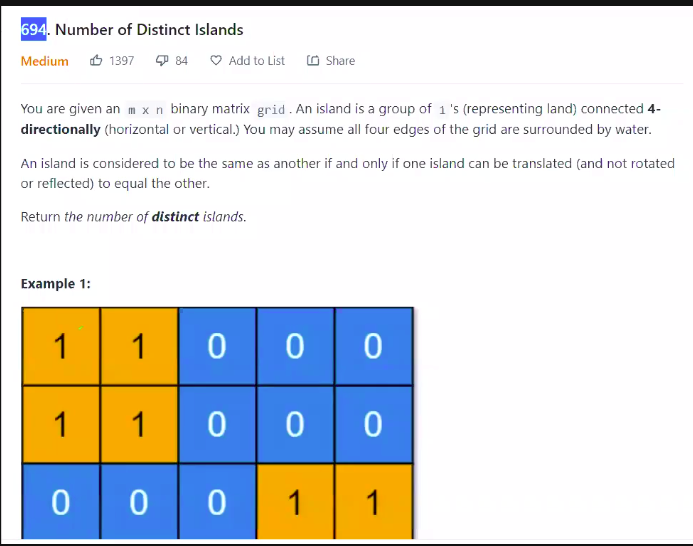 694. Number of Distinct Islands
Medium 1397 84 Add to List Share
You are given an m x n binary matrix grid. An island is a group of 1's (representing land) connected 4-
directionally (horizontal or vertical.) You may assume all four edges of the grid are surrounded by water.
An island is considered to be the same as another if and only if one island can be translated (and not rotated
or reflected) to equal the other.
Return the number of distinct islands.
Example 1:
1 1 0 0 0
1 1 0 0 0
0 0 0 1 1